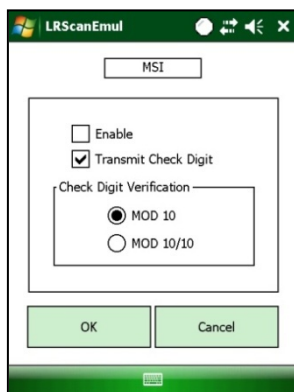 LRScanEmul
MSI
Enable
Transmit Check Digit
Check Digit Verification
MOD 10
MOD 10/10
OK Cancel